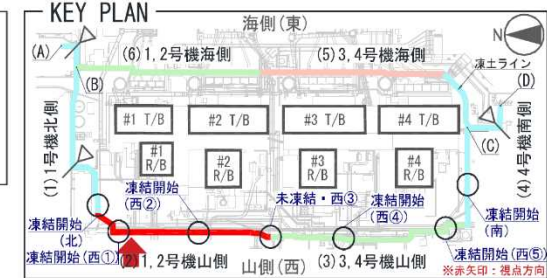 KEY PLAN
海側(東)
(A)
(6)1,2号機海側
(5)3,4号機海側
凍土ライン
(B)
(D)
#1 T/B
#2 T/B
#3 T/B
#4 T/B
(C)
(1)1号機北側
(4)4号機南側
#1
R/B
#2
R/B
#3
R/B
#4
R/B
凍結開始
(西②)
未凍結・西③
凍結開始
(西④)
凍結開始
(南)
凍結開始
(北)
凍結開始(西①)
(2)1,2号機山側
山側(西)
(3)3,4号機山側
凍結開始(西⑤)
※赤矢印：視点方向
N